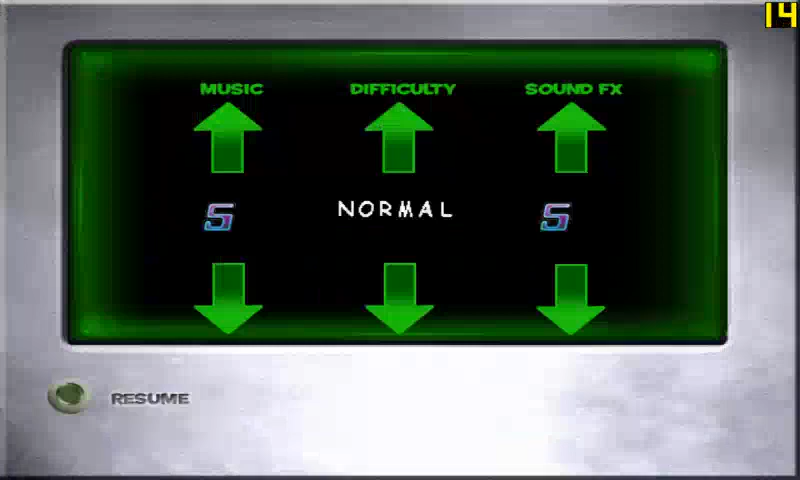 14
MUSIC DIFFICULTY SOUND FX
5 NORMAL 5
RESUME